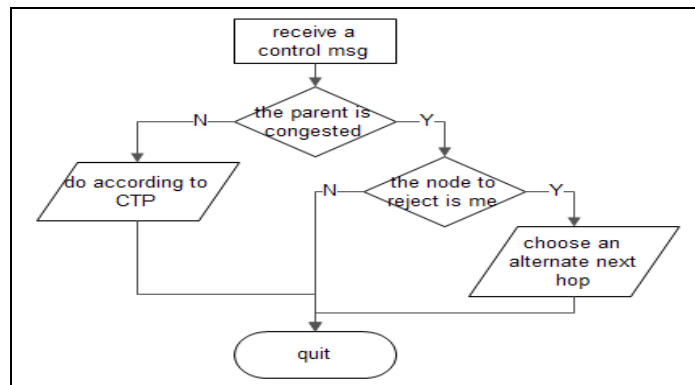 receive a
control msg
the parent is
congested
N
Y
do according to
CTP
the node to
reject is me
N
Y
choose an
alternate next
hop
quit